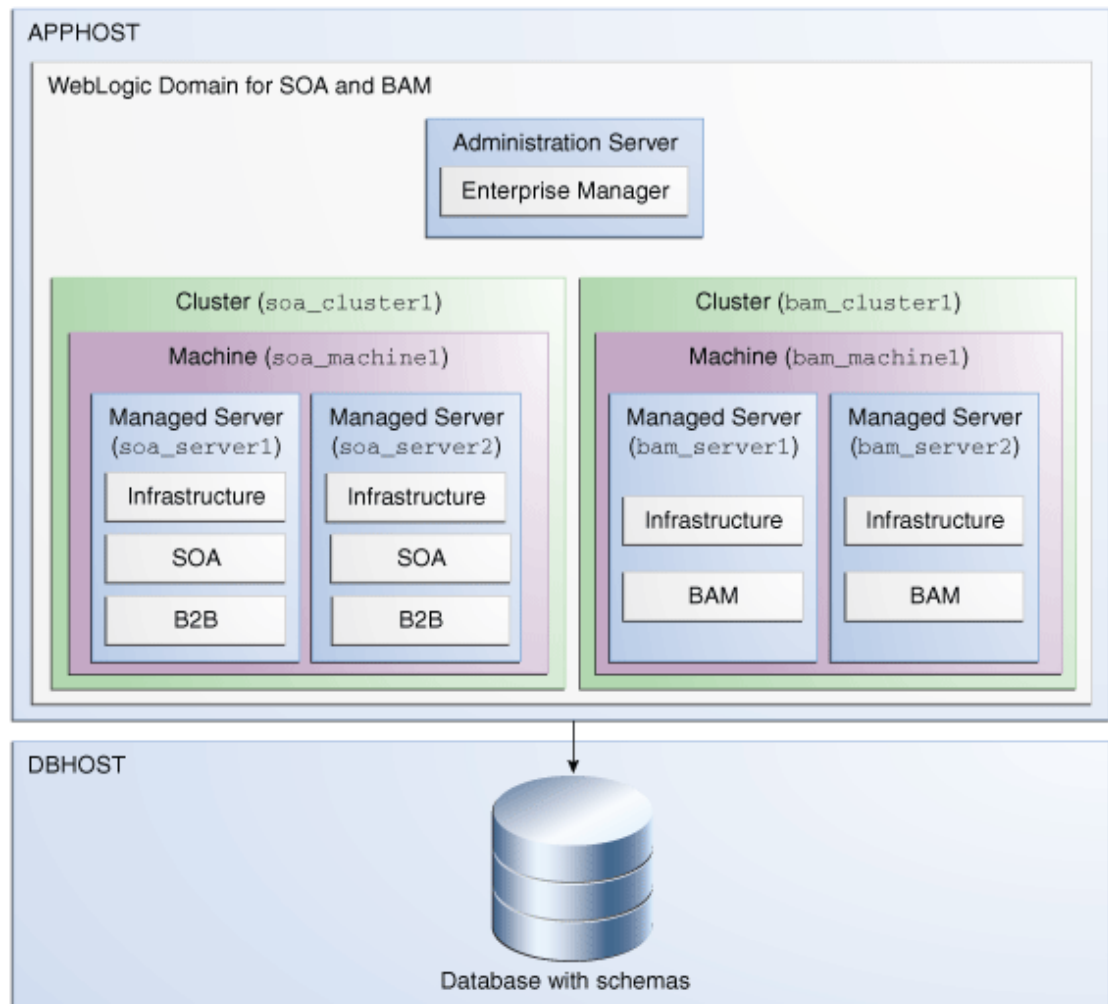 APPHOST
WebLogic Domain for SOA and BAM
Administration Server
Enterprise Manager
Cluster (soa_cluster1)
Machine (soa_machine1)
Managed Server
(soa_server1)
Infrastructure
SOA
B2B
Managed Server
(soa_server2)
Infrastructure
SOA
B2B
Cluster (bam_cluster1)
Machine (bam_machine1)
Managed Server
(bam_server1)
Infrastructure
BAM
Managed Server
(bam_server2)
Infrastructure
BAM
DBHOST
Database with schemas